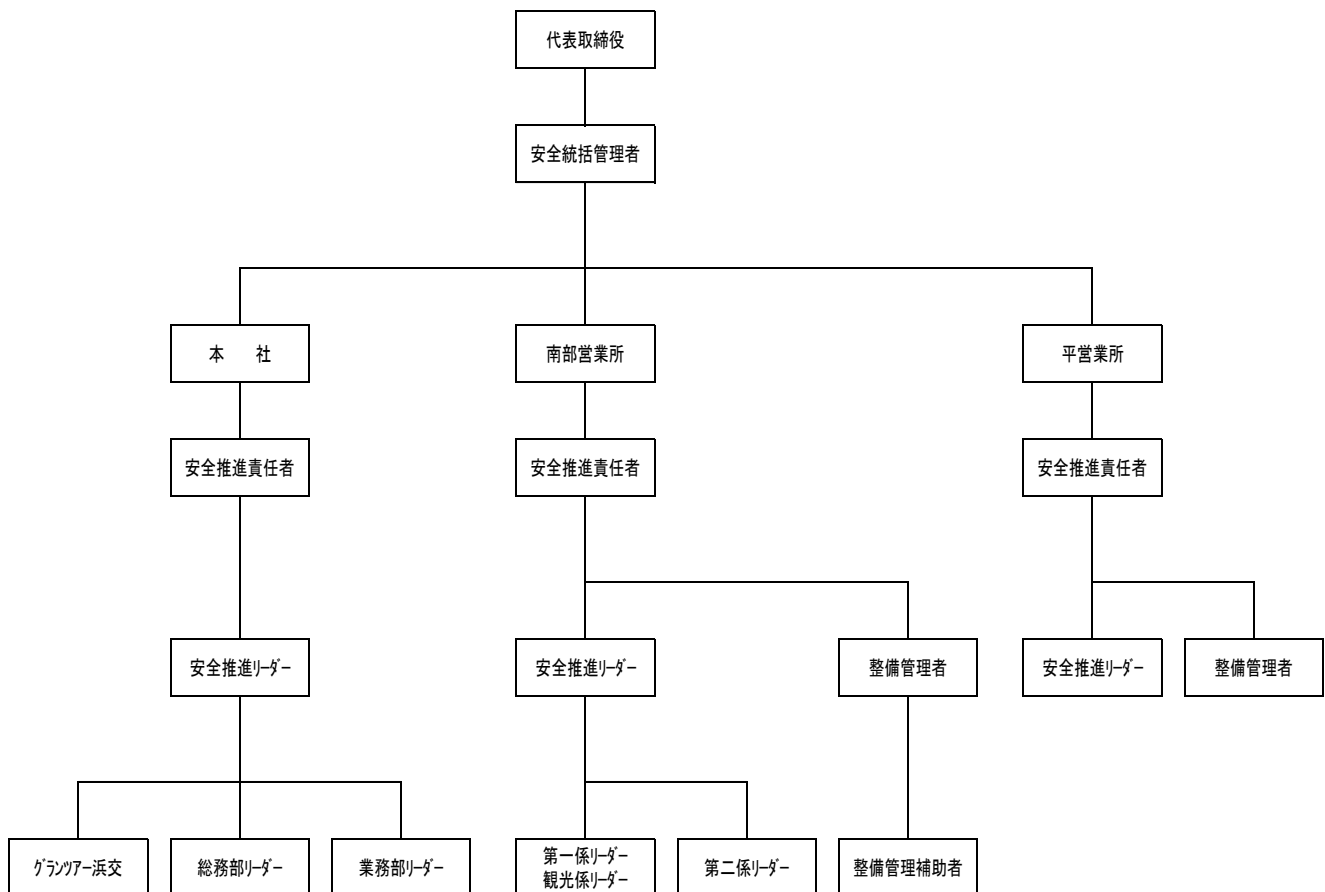 代表取締役
安全統括管理者
本　　社
南部営業所
平営業所
安全推進責任者
安全推進責任者
安全推進責任者
安全推進ﾘｰﾀﾞｰ
安全推進ﾘｰﾀﾞｰ
整備管理者
安全推進ﾘｰﾀﾞｰ
整備管理者
ｸﾞﾗﾝﾂｱｰ浜交
総務部ﾘｰﾀﾞｰ
業務部ﾘｰﾀﾞｰ
第一係ﾘｰﾀﾞｰ
観光係ﾘｰﾀﾞｰ
第二係ﾘｰﾀﾞｰ
整備管理補助者